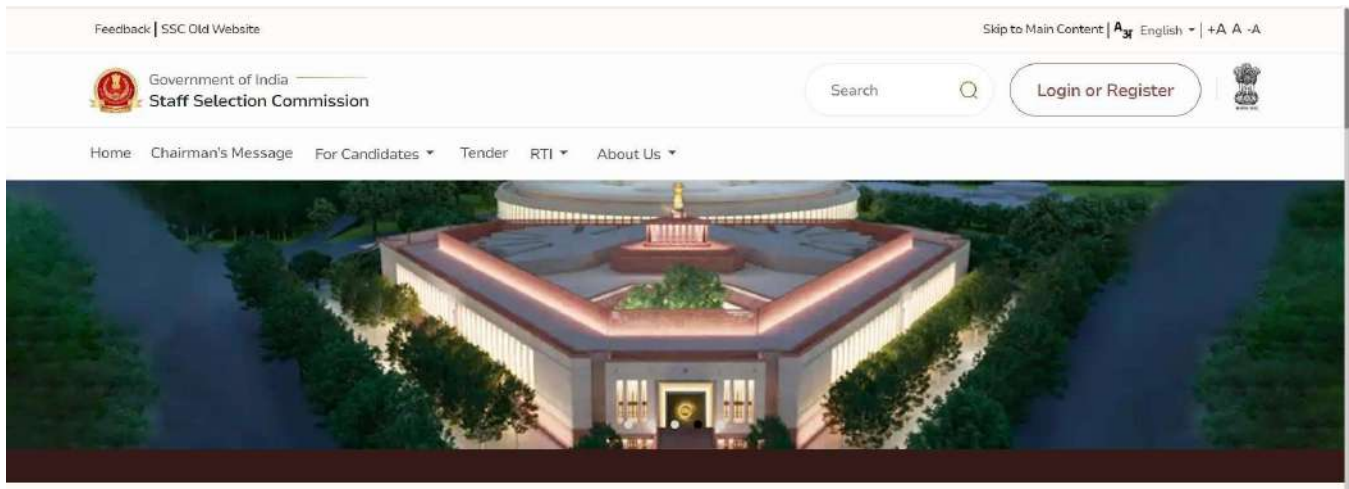 Feedback | SSC Old Website
Skip to Main Content | Aअ English | +A A -A
Government of India
Staff Selection Commission
Search
Login or Register
Home Chairman's Message For Candidates Tender RTI About Us